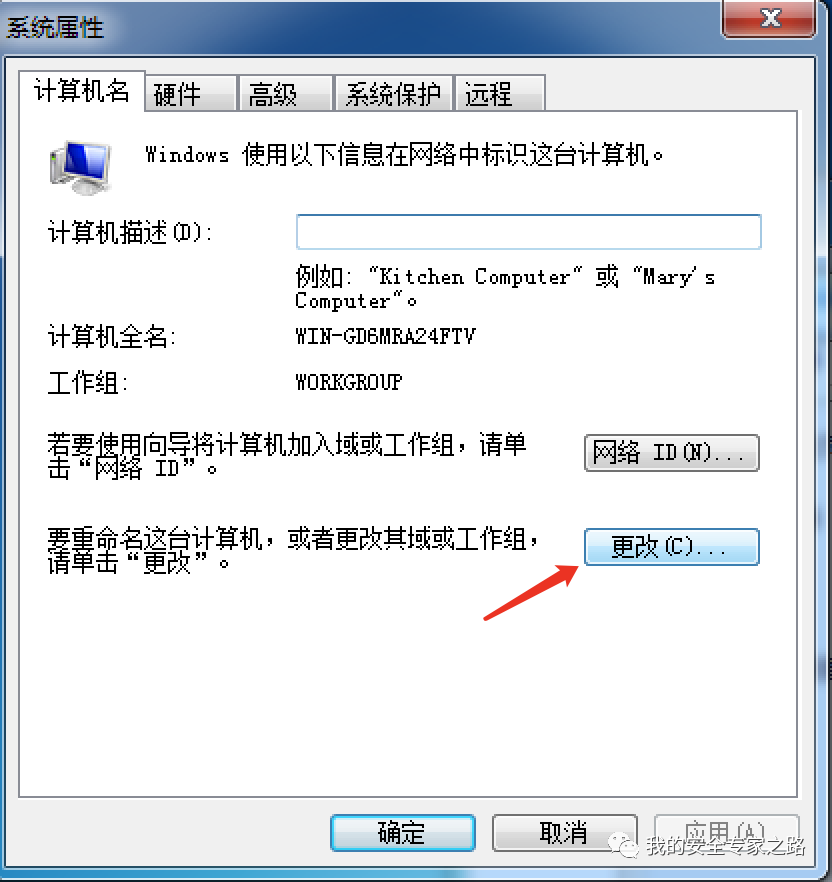 系统属性
计算机名 硬件 高级 系统保护 远程
Windows 使用以下信息在网络中标识这台计算机。
计算机描述(D):
例如: "Kitchen Computer" 或 "Mary's
Computer"。
计算机全名: WIN-GD6MRA24FTV
工作组: WORKGROUP
若要使用向导将计算机加入域或工作组，请单
击“网络 ID”。
网络 ID(N)...
要重命名这台计算机，或者更改其域或工作组，
请单击“更改”。
更改(C)...
确定 取消 应用(A)
我的安全专家之路